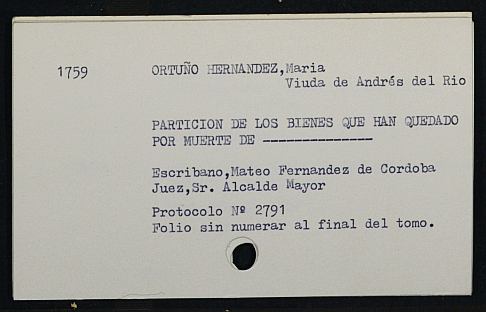 1759 ORTUÑO HERNANDEZ,Maria
Viuda de Andrés del Rio
PARTICION DE LOS BIENES QUE HAN QUEDADO
POR MUERTE DE ---------------
Escribano,Mateo Fernandez de Cordoba
Juez,Sr. Alcalde Mayor
Protocolo Nº 2791
Folio sin numerar al final del tomo.